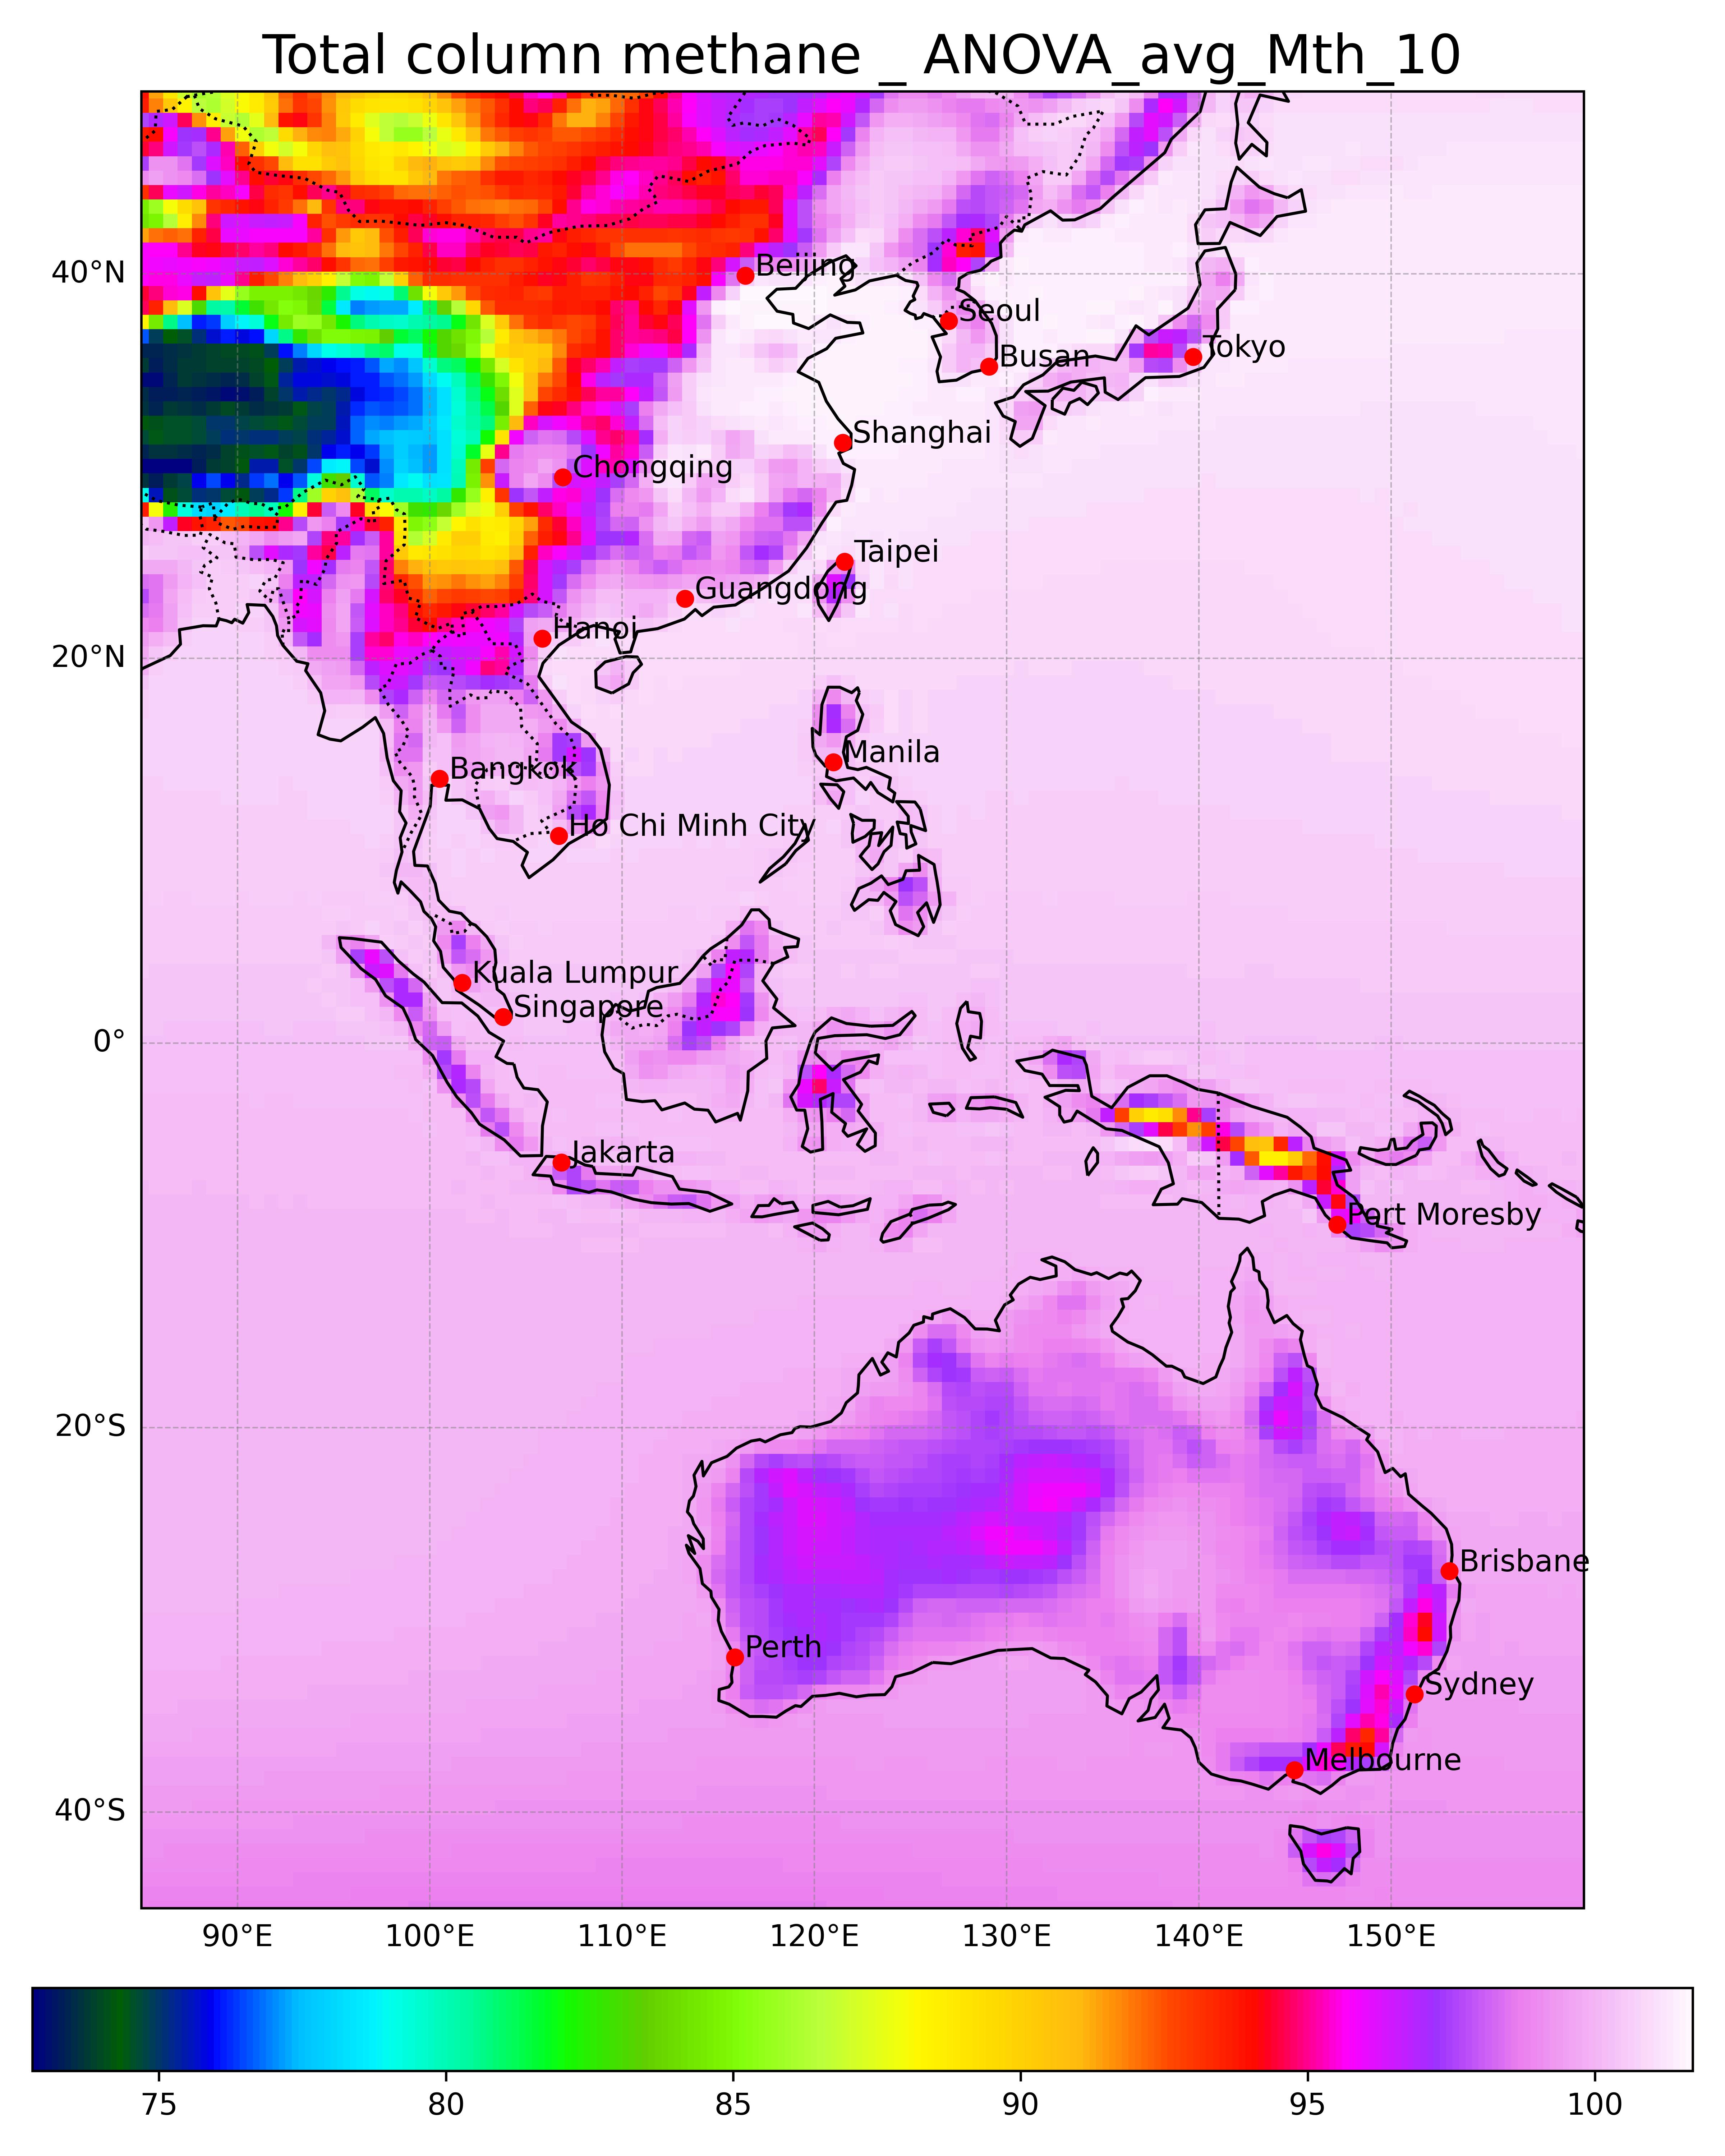 Total column methane _ ANOVA_avg_Mth_10
40°N
20°N
0°
20°S
40°S
Beijing
Seoul
Busan
Tokyo
Shanghai
Chongqing
Taipei
Guangdong
Hanoi
Manila
Bangkok
Ho Chi Minh City
Kuala Lumpur
Singapore
Jakarta
Port Moresby
Brisbane
Perth
Sydney
Melbourne
90°E 100°E 110°E 120°E 130°E 140°E 150°E
75 80 85 90 95 100